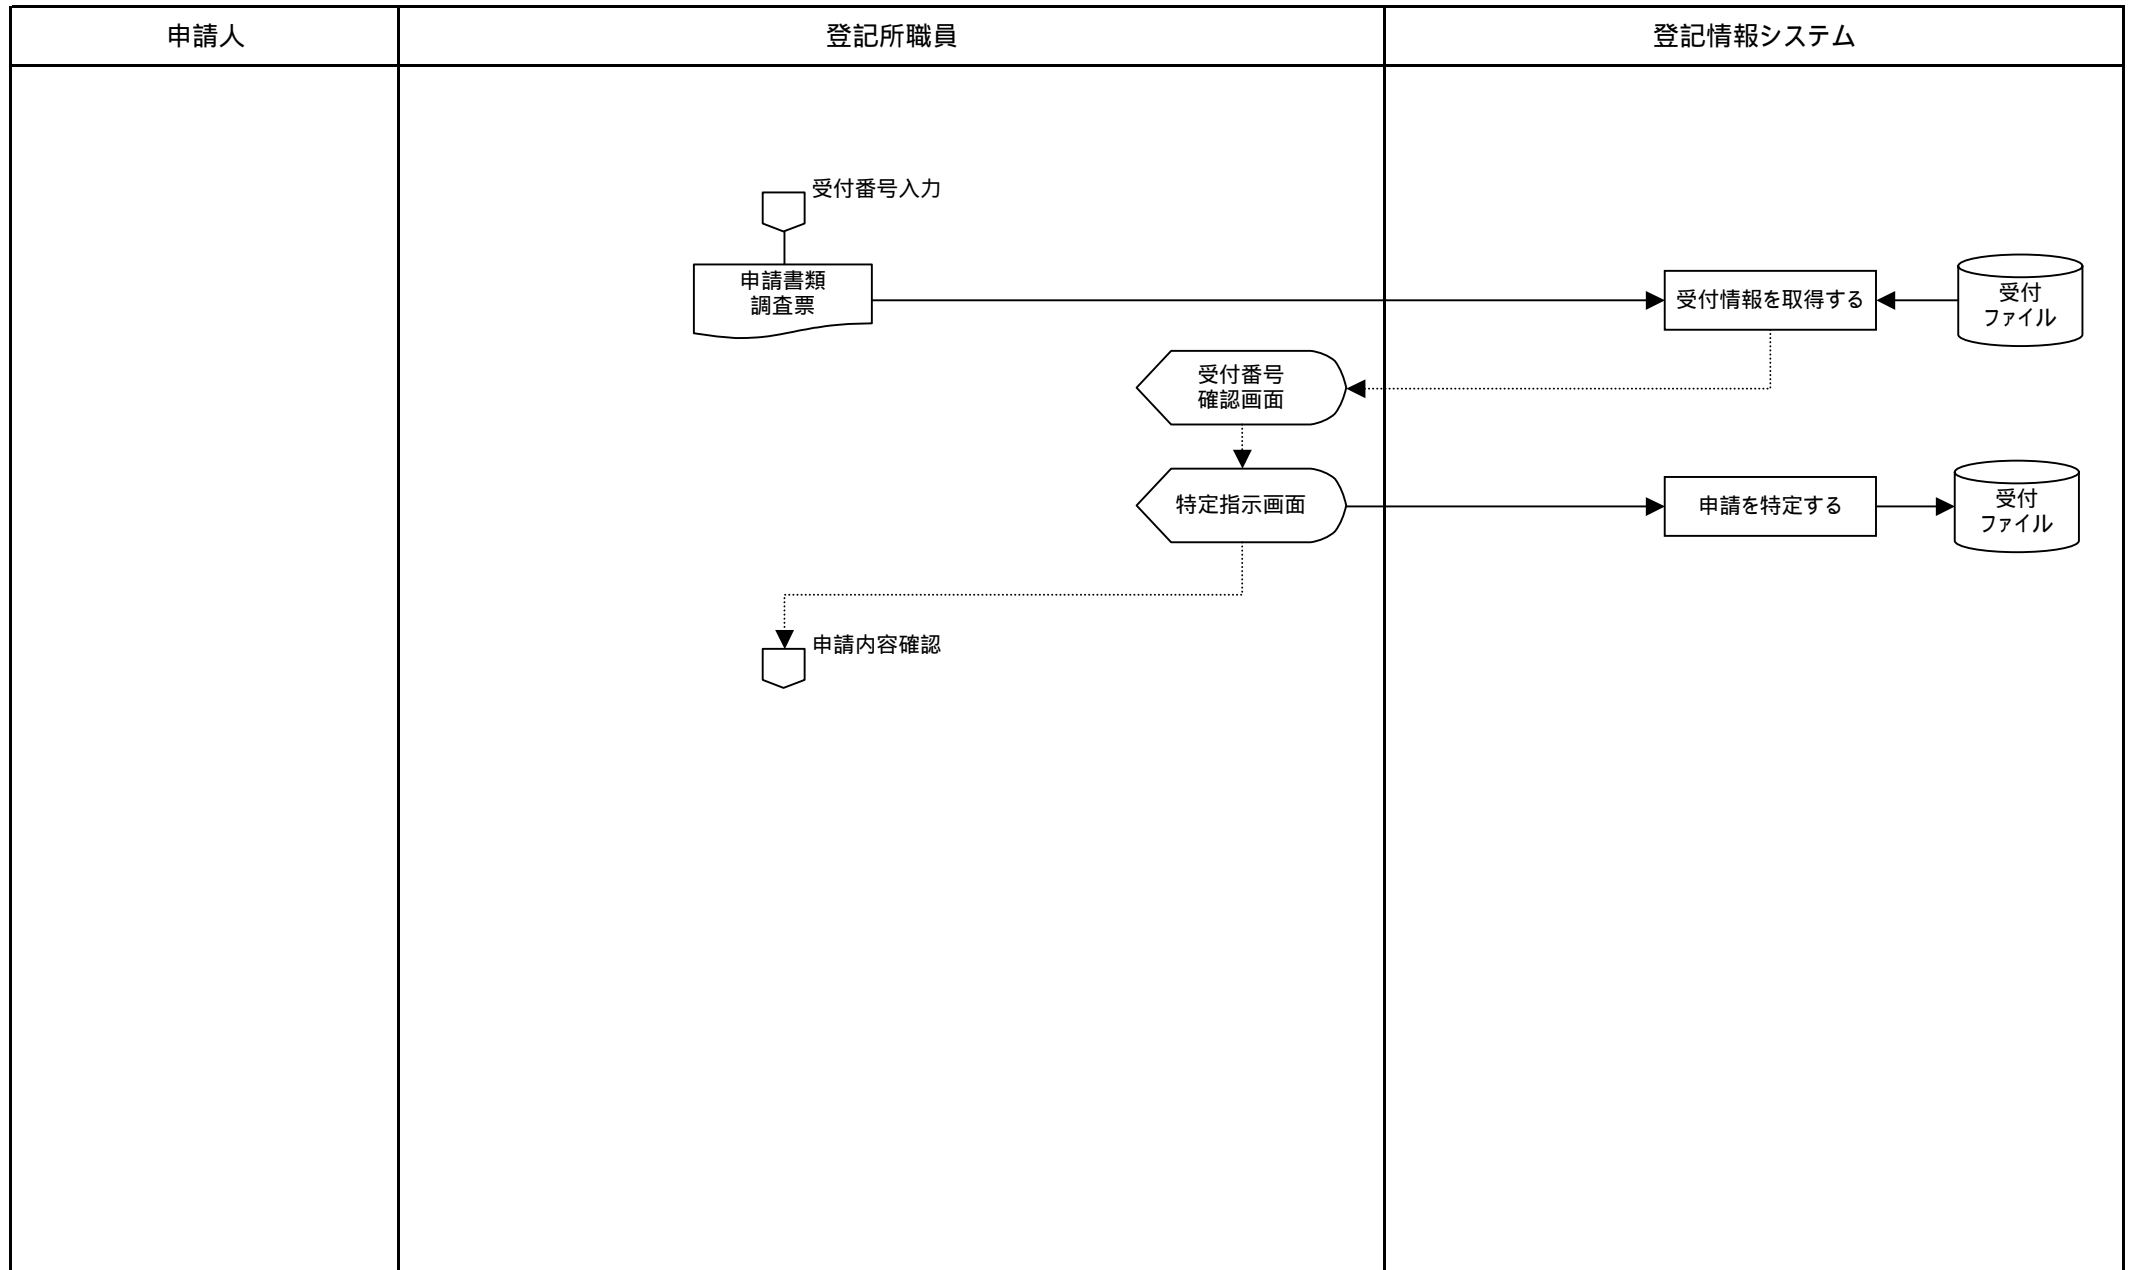 申請人
登記所職員
登記情報システム
受付番号入力
申請書類
調査票
受付情報を取得する
受付
ファイル
受付番号
確認画面
特定指示画面
申請を特定する
受付
ファイル
申請内容確認